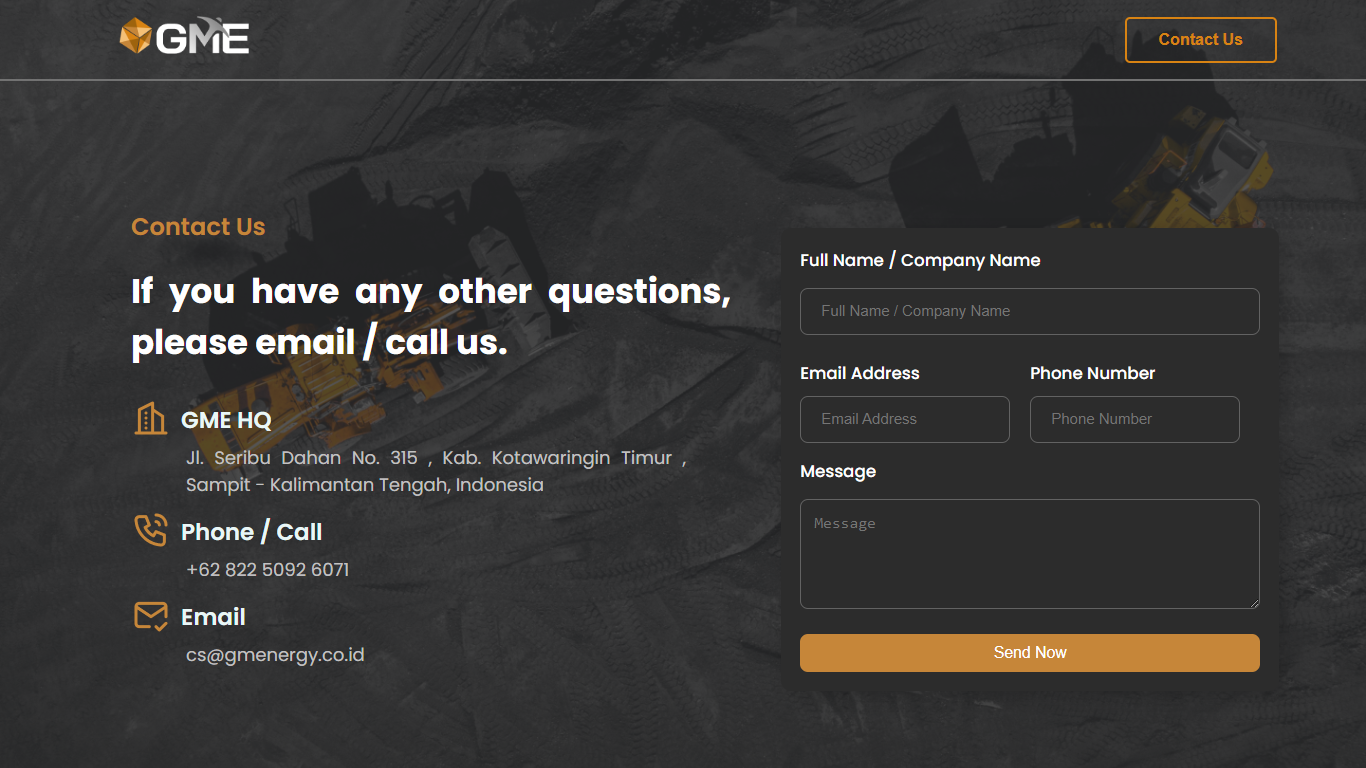 GME
Contact Us
Contact Us
If you have any other questions,
please email / call us.
GME HQ
Jl. Seribu Dahan No. 315 , Kab. Kotawaringin Timur ,
Sampit - Kalimantan Tengah, Indonesia
Phone / Call
+62 822 5092 6071
Email
cs@gmenergy.co.id
Full Name / Company Name
Full Name / Company Name
Email Address
Phone Number
Email Address
Phone Number
Message
Message
Send Now